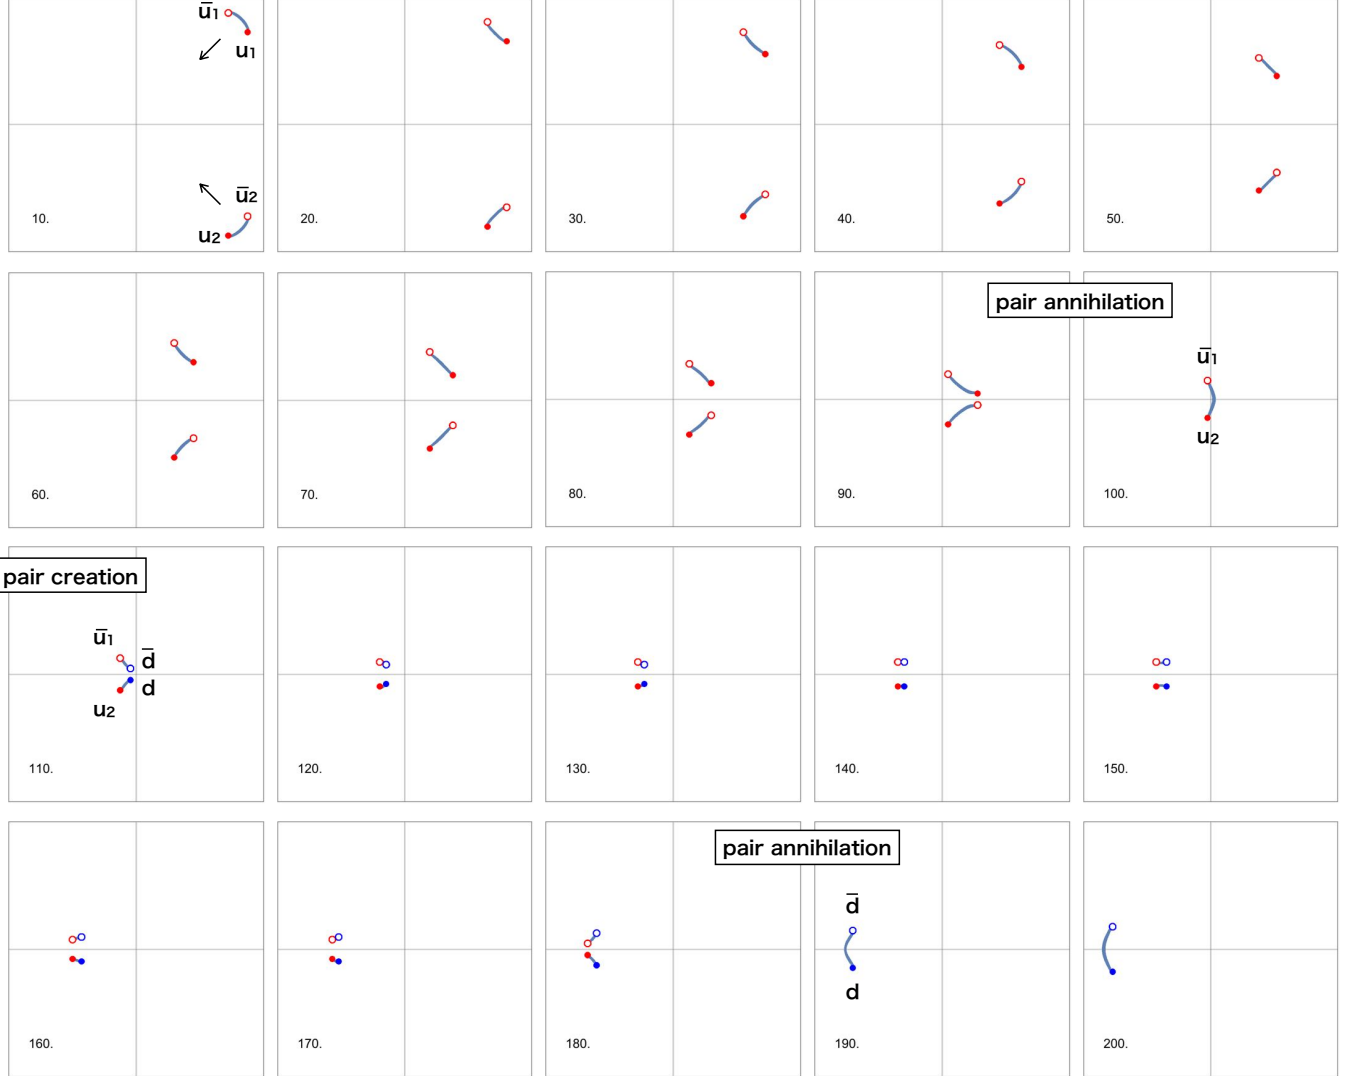 ū1
u1
ū2
u2
10.
20.
30.
40.
50.
pair annihilation
ū1
u2
60.
70.
80.
90.
100.
pair creation
ū1
d̄
d
u2
110.
120.
130.
140.
150.
pair annihilation
d̄
d
160.
170.
180.
190.
200.